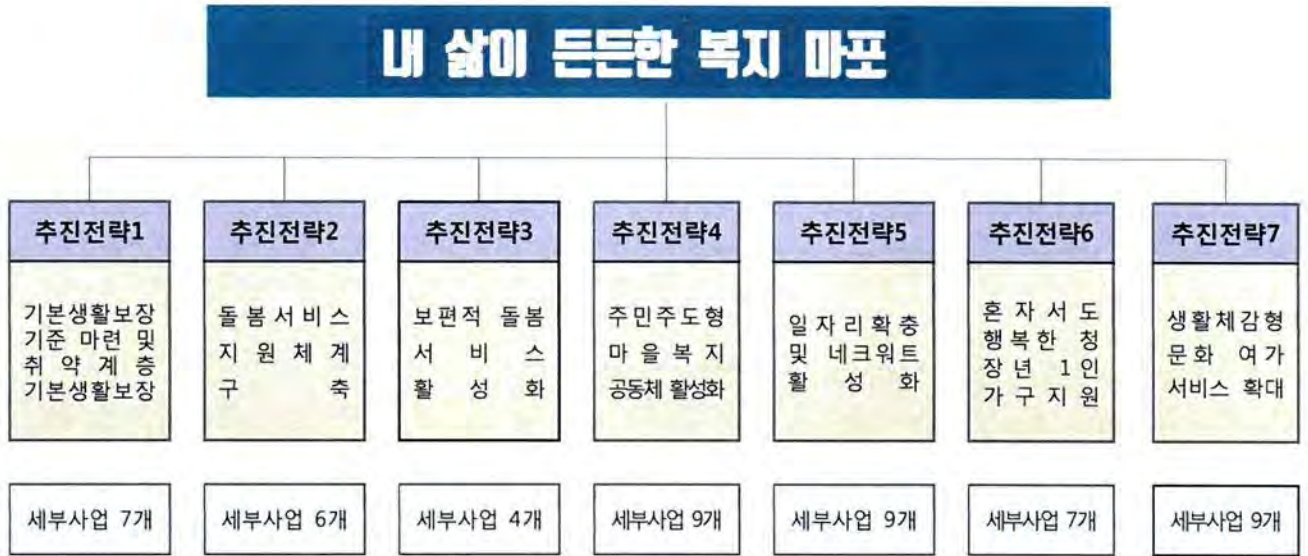 내 삶이 든든한 복지 마포
추진전략1
기본생활보장
기준 마련 및
취약계층
기본생활보장
세부사업 7개
추진전략2
돌봄서비스
지원체계
구축
세부사업 6개
추진전략3
보편적 돌봄
서비스
활성화
세부사업 4개
추진전략4
주민주도형
마을복지
공동체 활성화
세부사업 9개
추진전략5
일자리확충
및 네크워트
활성화
세부사업 9개
추진전략6
혼자서도
행복한 청
장년 1인
가구지원
세부사업 7개
추진전략7
생활체감형
문화 여가
서비스 확대
세부사업 9개